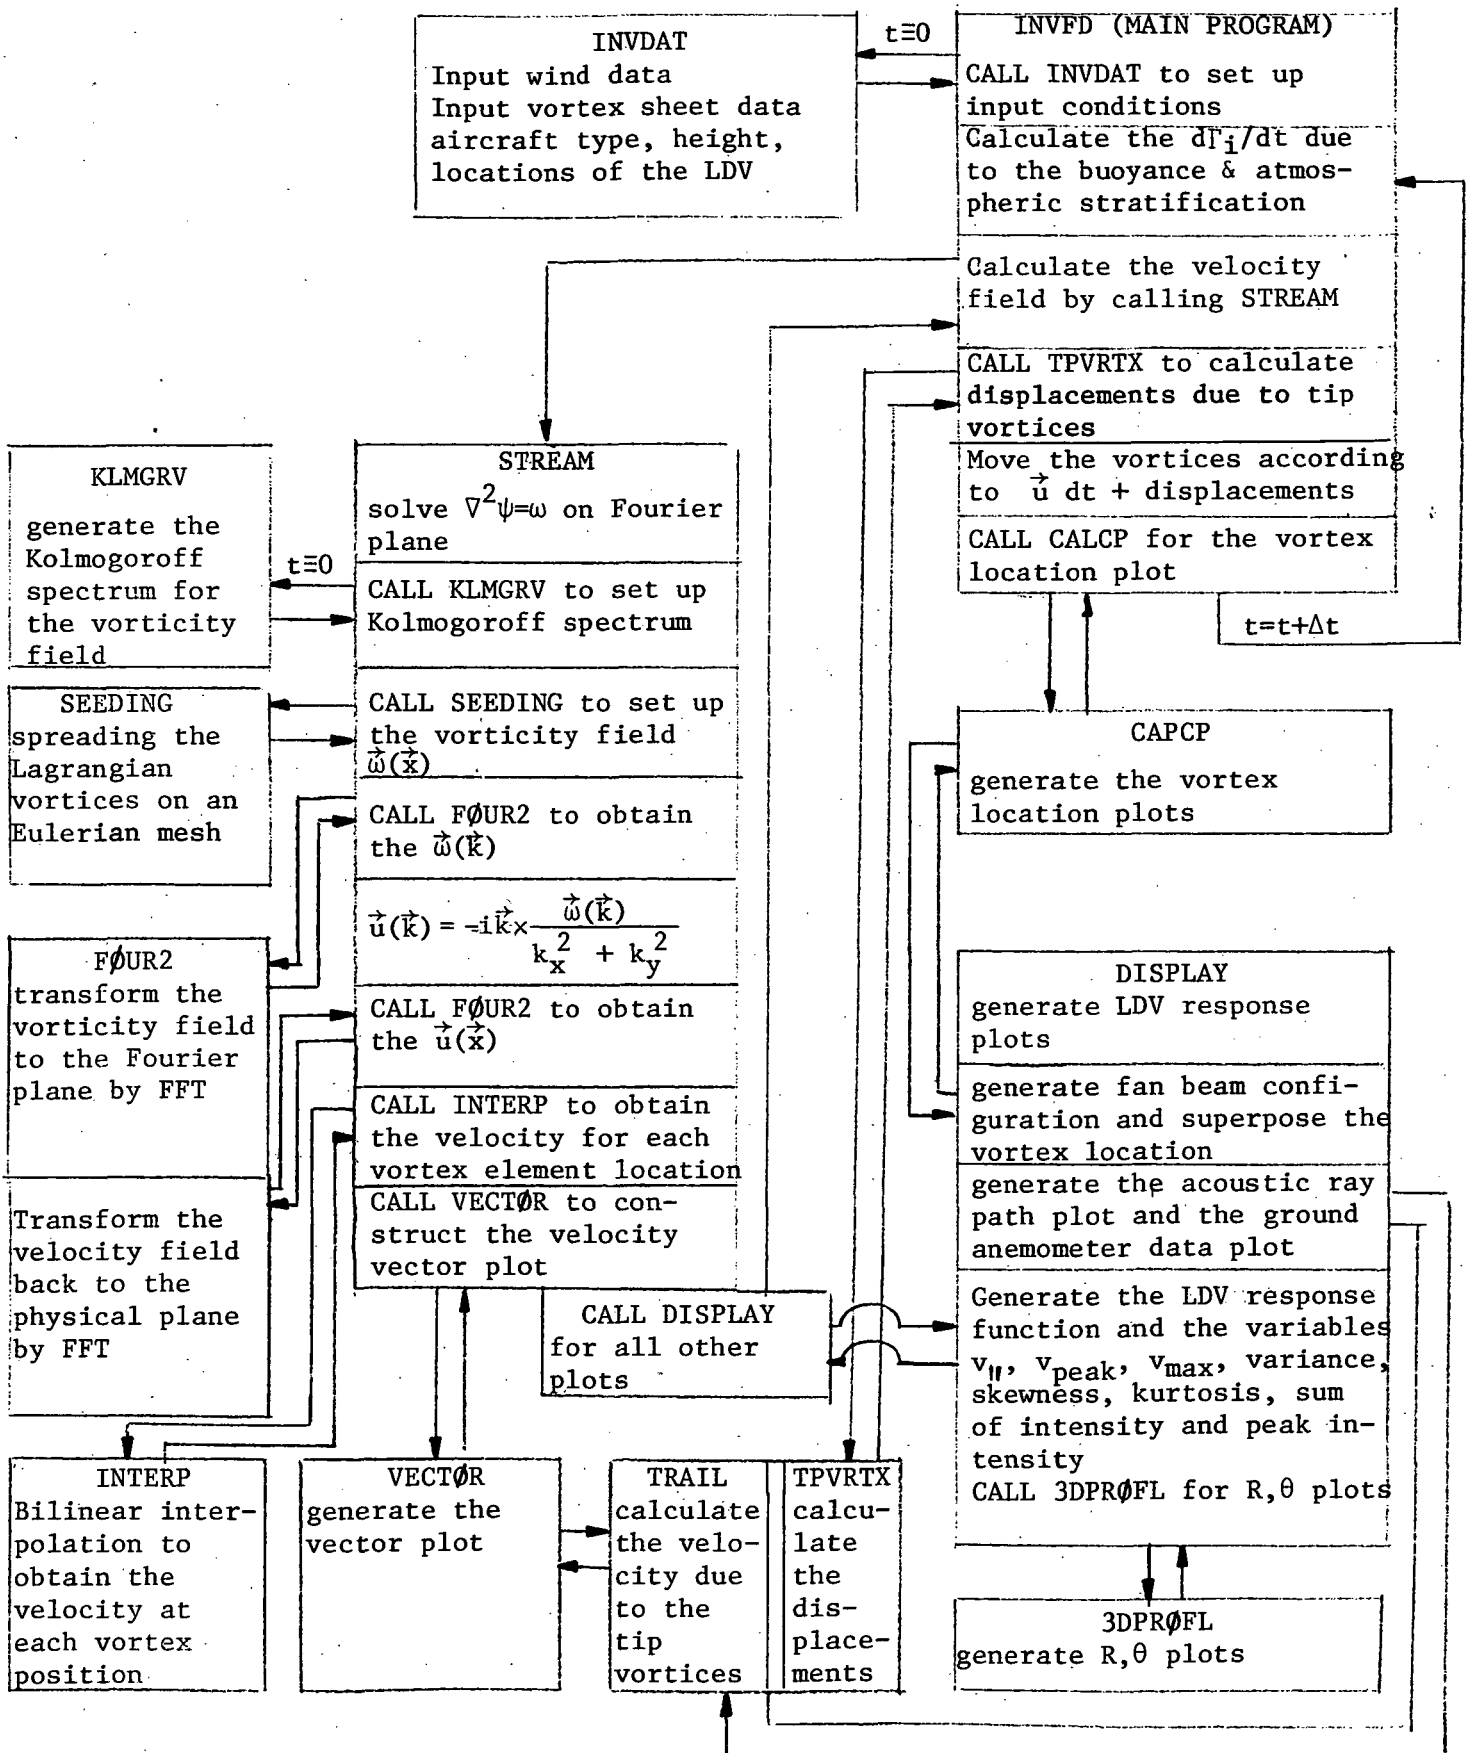 INVDAT
Input wind data
Input vortex sheet data
aircraft type, height,
locations of the LDV
t≡0
INVFD (MAIN PROGRAM)
CALL INVDAT to set up
input conditions
Calculate the dΓi/dt due
to the buoyance & atmos-
pheric stratification
Calculate the velocity
field by calling STREAM
CALL TPVRTX to calculate
displacements due to tip
vortices
Move the vortices according
to u⃗ dt + displacements
CALL CALCP for the vortex
location plot
t=t+Δt
KLMGRV
generate the
Kolmogoroff
spectrum for
the vorticity
field
t≡0
STREAM
solve ∇²ψ=ω on Fourier
plane
CALL KLMGRV to set up
Kolmogoroff spectrum
CALL SEEDING to set up
the vorticity field
ω⃗(x⃗)
CALL FØUR2 to obtain
the ω⃗(k⃗)
u⃗(k⃗) = -ik⃗× ω⃗(k⃗) / (k_x² + k_y²)
CALL FØUR2 to obtain
the u⃗(x⃗)
CALL INTERP to obtain
the velocity for each
vortex element location
CALL VECTØR to con-
struct the velocity
vector plot
CALL DISPLAY
for all other
plots
SEEDING
spreading the
Lagrangian
vortices on an
Eulerian mesh
FØUR2
transform the
vorticity field
to the Fourier
plane by FFT
Transform the
velocity field
back to the
physical plane
by FFT
CAPCP
generate the vortex
location plots
DISPLAY
generate LDV response
plots
generate fan beam confi-
guration and superpose the
vortex location
generate the acoustic ray
path plot and the ground
anemometer data plot
Generate the LDV response
function and the variables
v_||, v_peak, v_max, variance,
skewness, kurtosis, sum
of intensity and peak in-
tensity
CALL 3DPRØFL for R,θ plots
INTERP
Bilinear inter-
polation to
obtain the
velocity at
each vortex
position
VECTØR
generate the
vector plot
TRAIL
calculate
the velo-
city due
to the
tip
vortices
TPVRTX
calcu-
late
the
dis-
place-
ments
3DPRØFL
generate R,θ plots